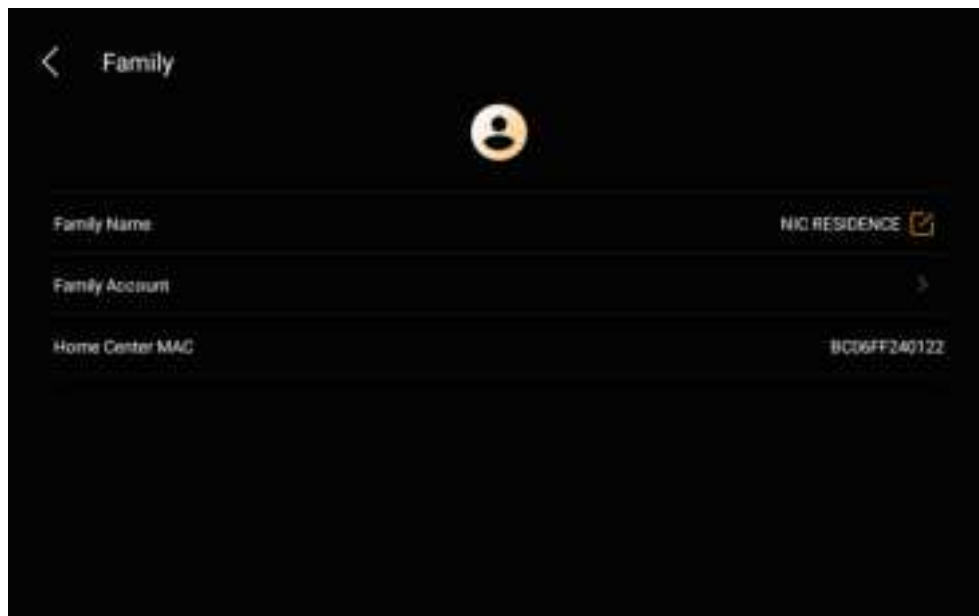 Family
Family Name NIC RESIDENCE
Family Account
Home Center MAC BC06FF240122